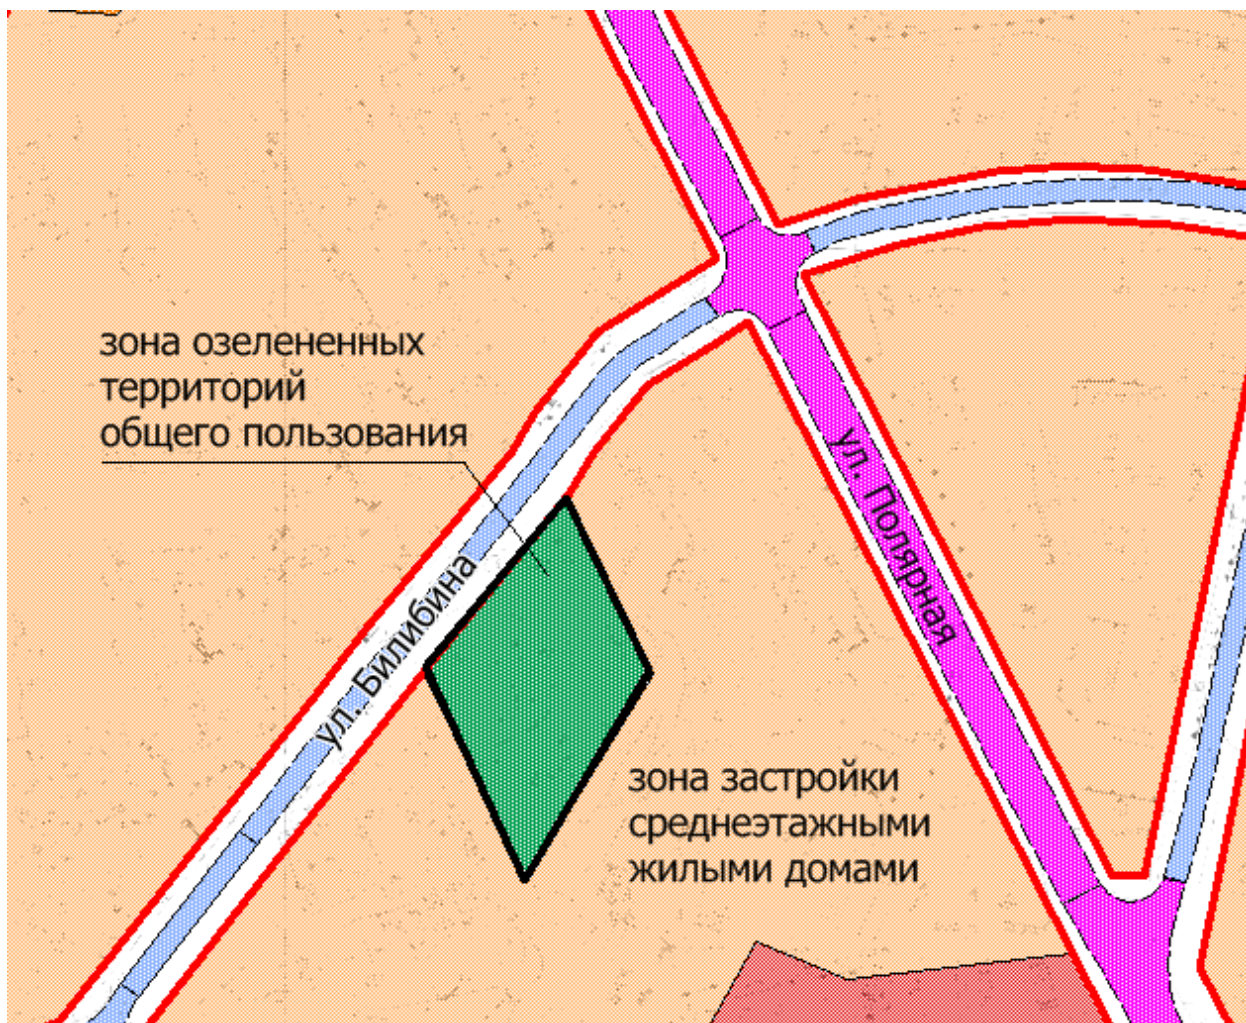 зона озелененных
территорий
общего пользования
ул. Полярная
ул. Билибина
зона застройки
среднеэтажными
жилыми домами